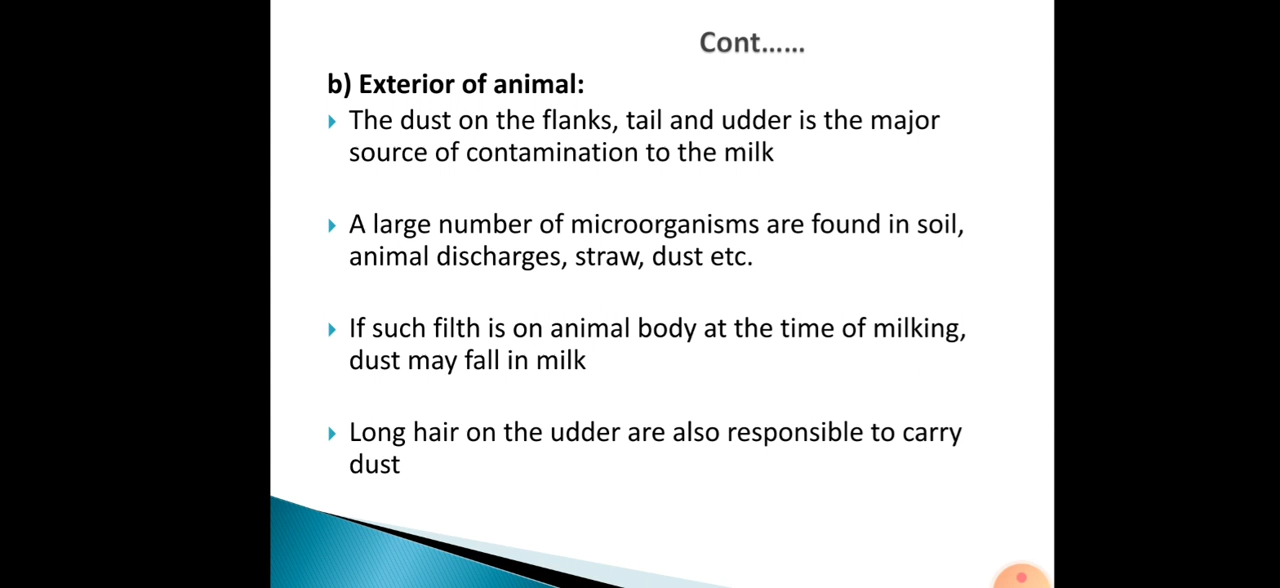 Cont......
b) Exterior of animal:
The dust on the flanks, tail and udder is the major
source of contamination to the milk
A large number of microorganisms are found in soil,
animal discharges, straw, dust etc.
If such filth is on animal body at the time of milking,
dust may fall in milk
Long hair on the udder are also responsible to carry
dust